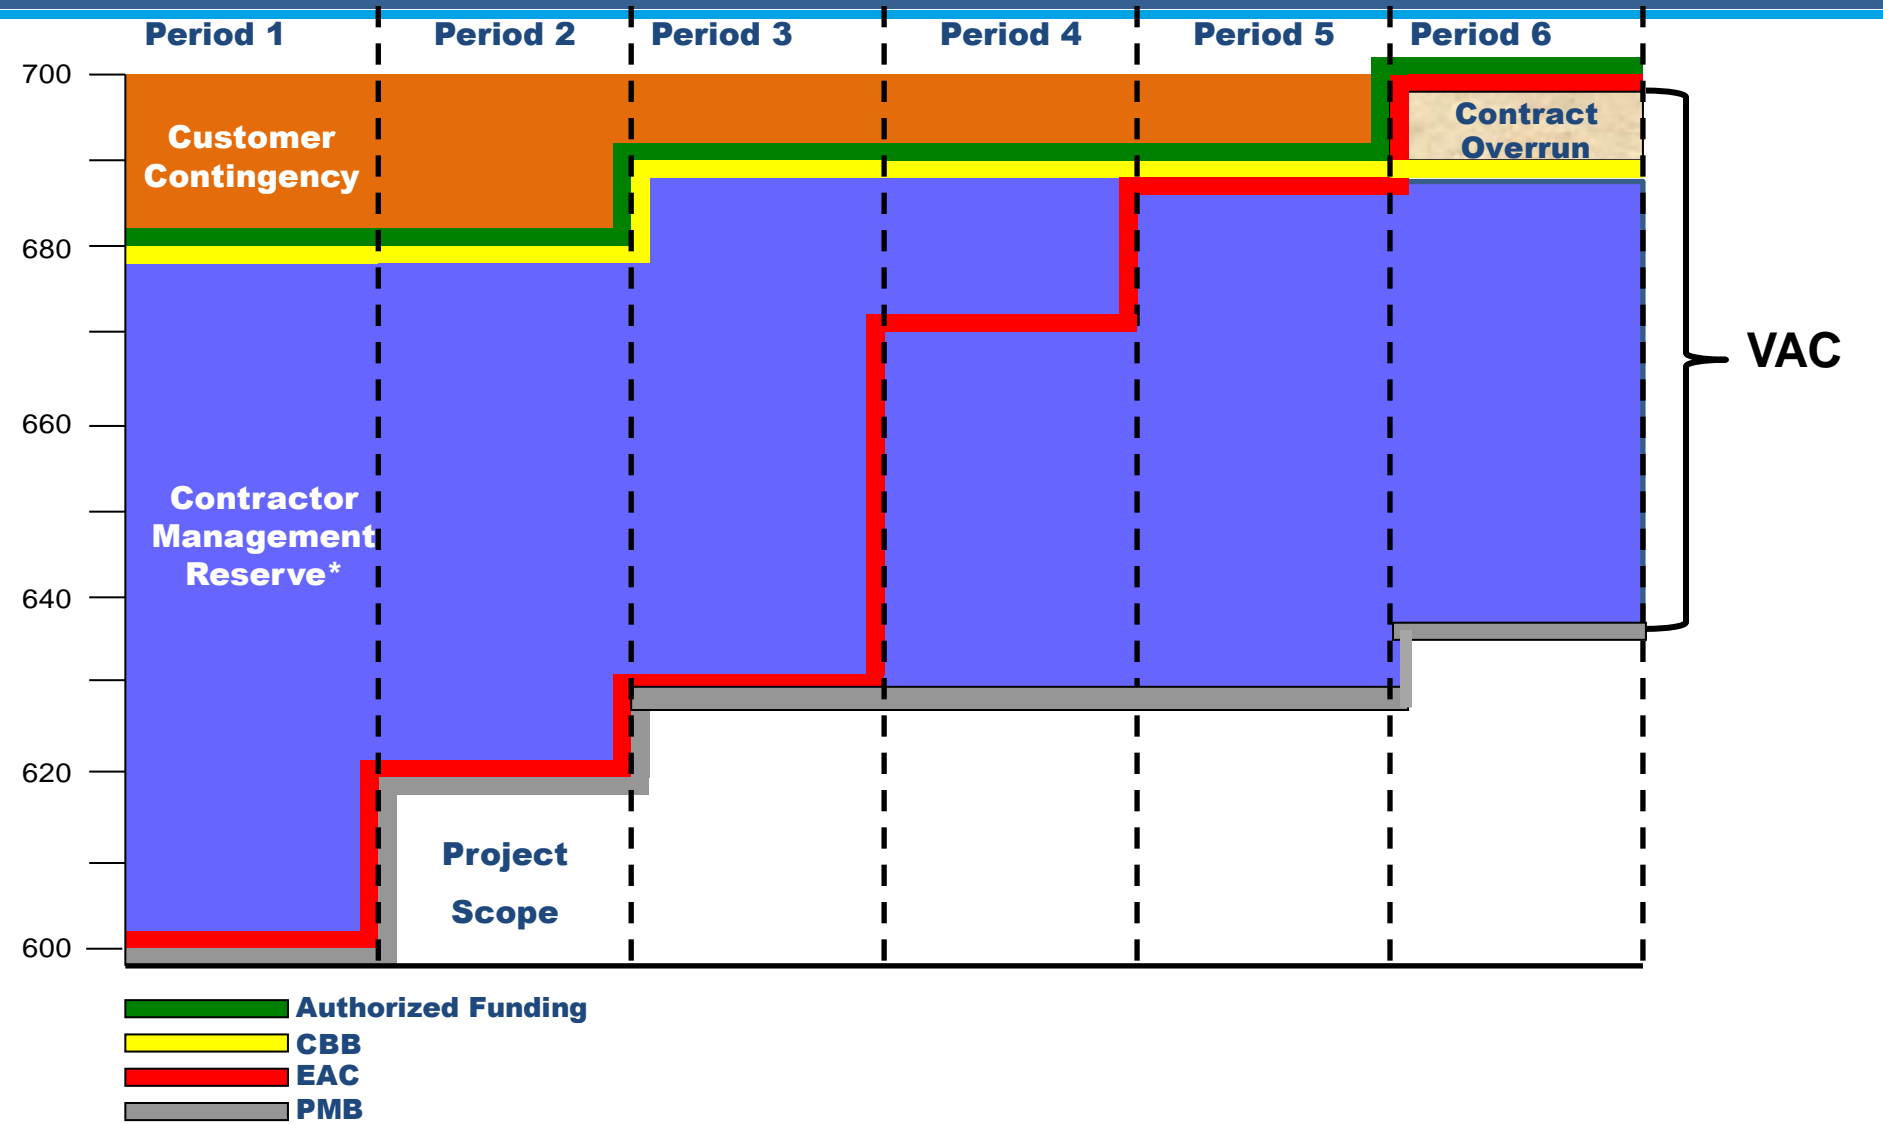 Period 1
Period 2
Period 3
Period 4
Period 5
Period 6
700
Customer
Contingency
Contract
Overrun
680
VAC
660
Contractor
Management
Reserve*
640
620
Project
Scope
600
Authorized Funding
CBB
EAC
PMB